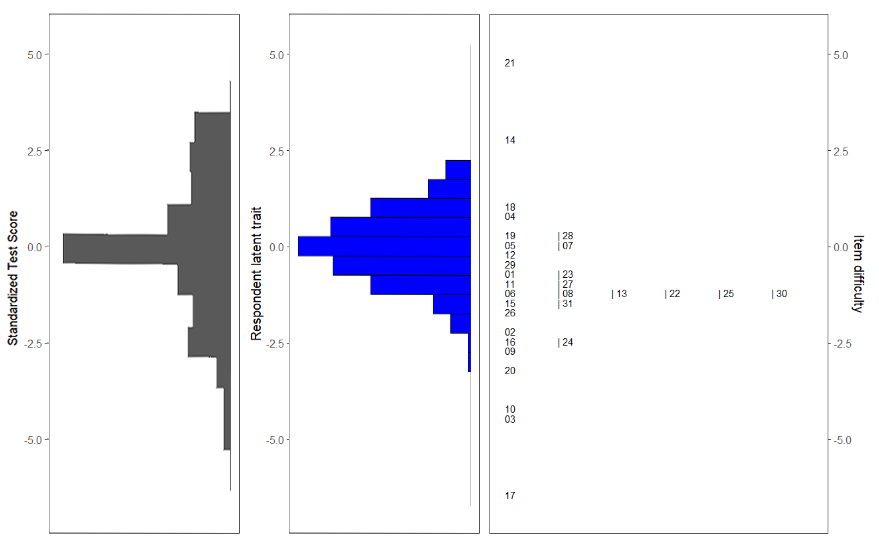 Standardized Test Score
5.0
2.5
0.0
-2.5
-5.0
Respondent latent trait
5.0
2.5
0.0
-2.5
-5.0
21
14
18
04
19 | 28
05 | 07
12
29
01 | 23
11 | 27
06 | 08 | 13 | 22 | 25 | 30
15 | 31
26
02
16 | 24
09
20
10
03
17
5.0
2.5
0.0
-2.5
-5.0
Item difficulty